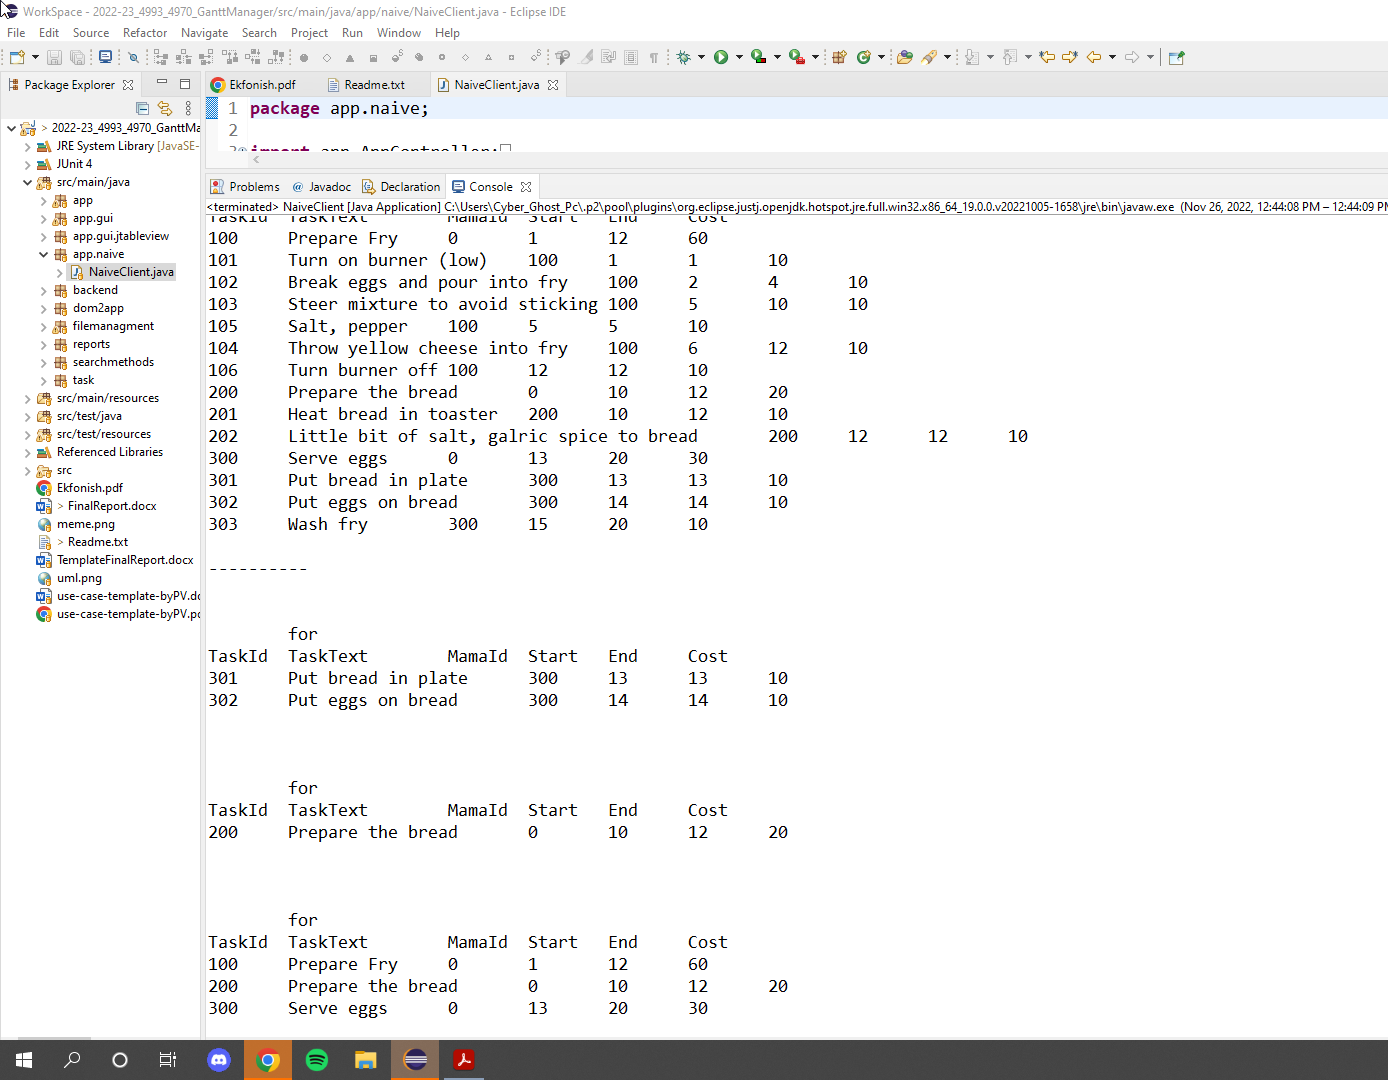 WorkSpace - 2022-23_4993_4970_GanttManager/src/main/java/app/naive/NaiveClient.java - Eclipse IDE
File Edit Source Refactor Navigate Search Project Run Window Help
Package Explorer
Ekfonish.pdf Readme.txt NaiveClient.java
1 package app.naive;
2
import app.AppController;
> 2022-23_4993_4970_GanttMa
JRE System Library [JavaSE-
JUnit 4
src/main/java
app
app.gui
app.gui.jtableview
app.naive
NaiveClient.java
backend
dom2app
filemanagment
reports
searchmethods
task
src/main/resources
src/test/java
src/test/resources
Referenced Libraries
src
Ekfonish.pdf
> FinalReport.docx
meme.png
> Readme.txt
TemplateFinalReport.docx
uml.png
use-case-template-byPV.do
use-case-template-byPV.pd
Problems @ Javadoc Declaration Console
<terminated> NaiveClient [Java Application] C:\Users\Cyber_Ghost_Pc\.p2\pool\plugins\org.eclipse.justj.openjdk.hotspot.jre.full.win32.x86_64_19.0.0.v20221005-1658\jre\bin\javaw.exe (Nov 26, 2022, 12:44:08 PM – 12:44:09 PM
TaskId TaskText MamaId Start End Cost
100 Prepare Fry 0 1 12 60
101 Turn on burner (low) 100 1 1 10
102 Break eggs and pour into fry 100 2 4 10
103 Steer mixture to avoid sticking 100 5 10 10
105 Salt, pepper 100 5 5 10
104 Throw yellow cheese into fry 100 6 12 10
106 Turn burner off 100 12 12 10
200 Prepare the bread 0 10 12 20
201 Heat bread in toaster 200 10 12 10
202 Little bit of salt, galric spice to bread 200 12 12 10
300 Serve eggs 0 13 20 30
301 Put bread in plate 300 13 13 10
302 Put eggs on bread 300 14 14 10
303 Wash fry 300 15 20 10
----------
for
TaskId TaskText MamaId Start End Cost
301 Put bread in plate 300 13 13 10
302 Put eggs on bread 300 14 14 10
for
TaskId TaskText MamaId Start End Cost
200 Prepare the bread 0 10 12 20
for
TaskId TaskText MamaId Start End Cost
100 Prepare Fry 0 1 12 60
200 Prepare the bread 0 10 12 20
300 Serve eggs 0 13 20 30